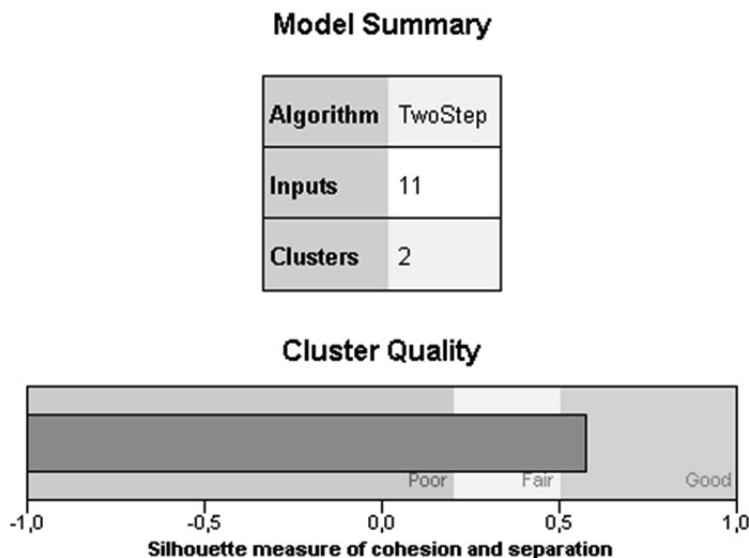 Model Summary
Algorithm TwoStep
Inputs 11
Clusters 2
Cluster Quality
Poor Fair Good
-1,0 -0,5 0,0 0,5 1,0
Silhouette measure of cohesion and separation